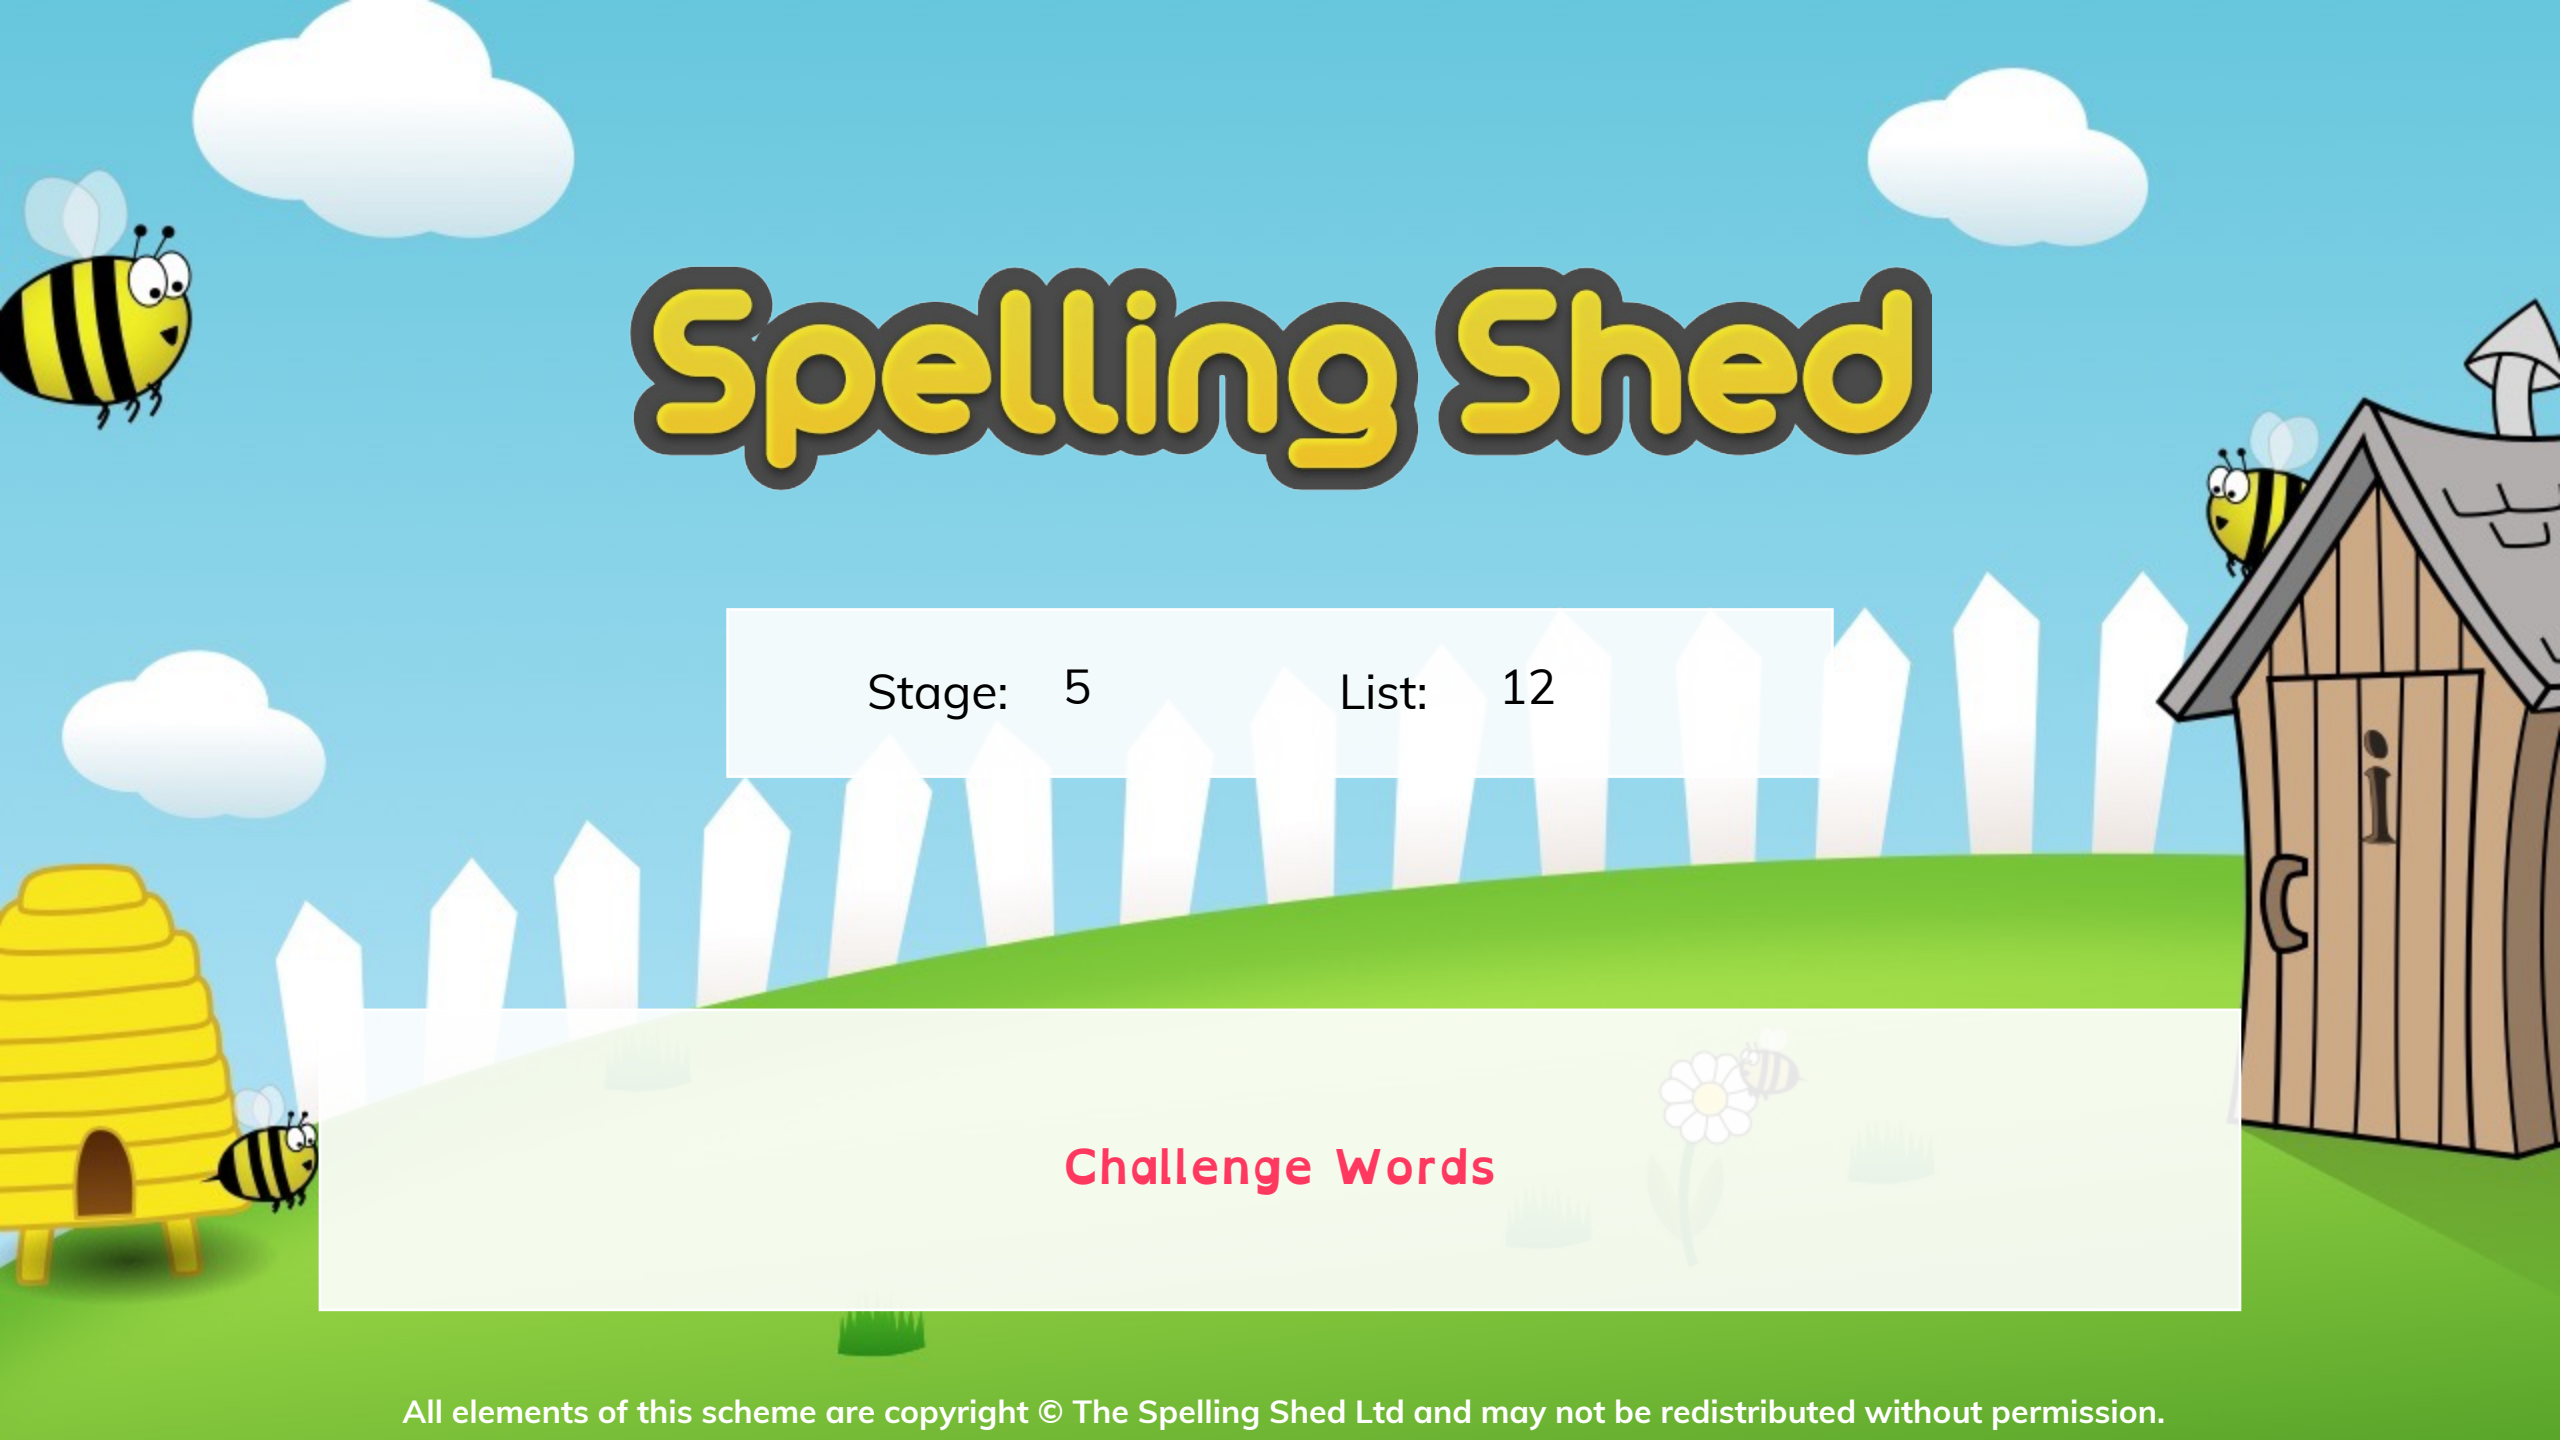 Spelling Shed
Stage: 5 List: 12
Challenge Words
All elements of this scheme are copyright © The Spelling Shed Ltd and may not be redistributed without permission.